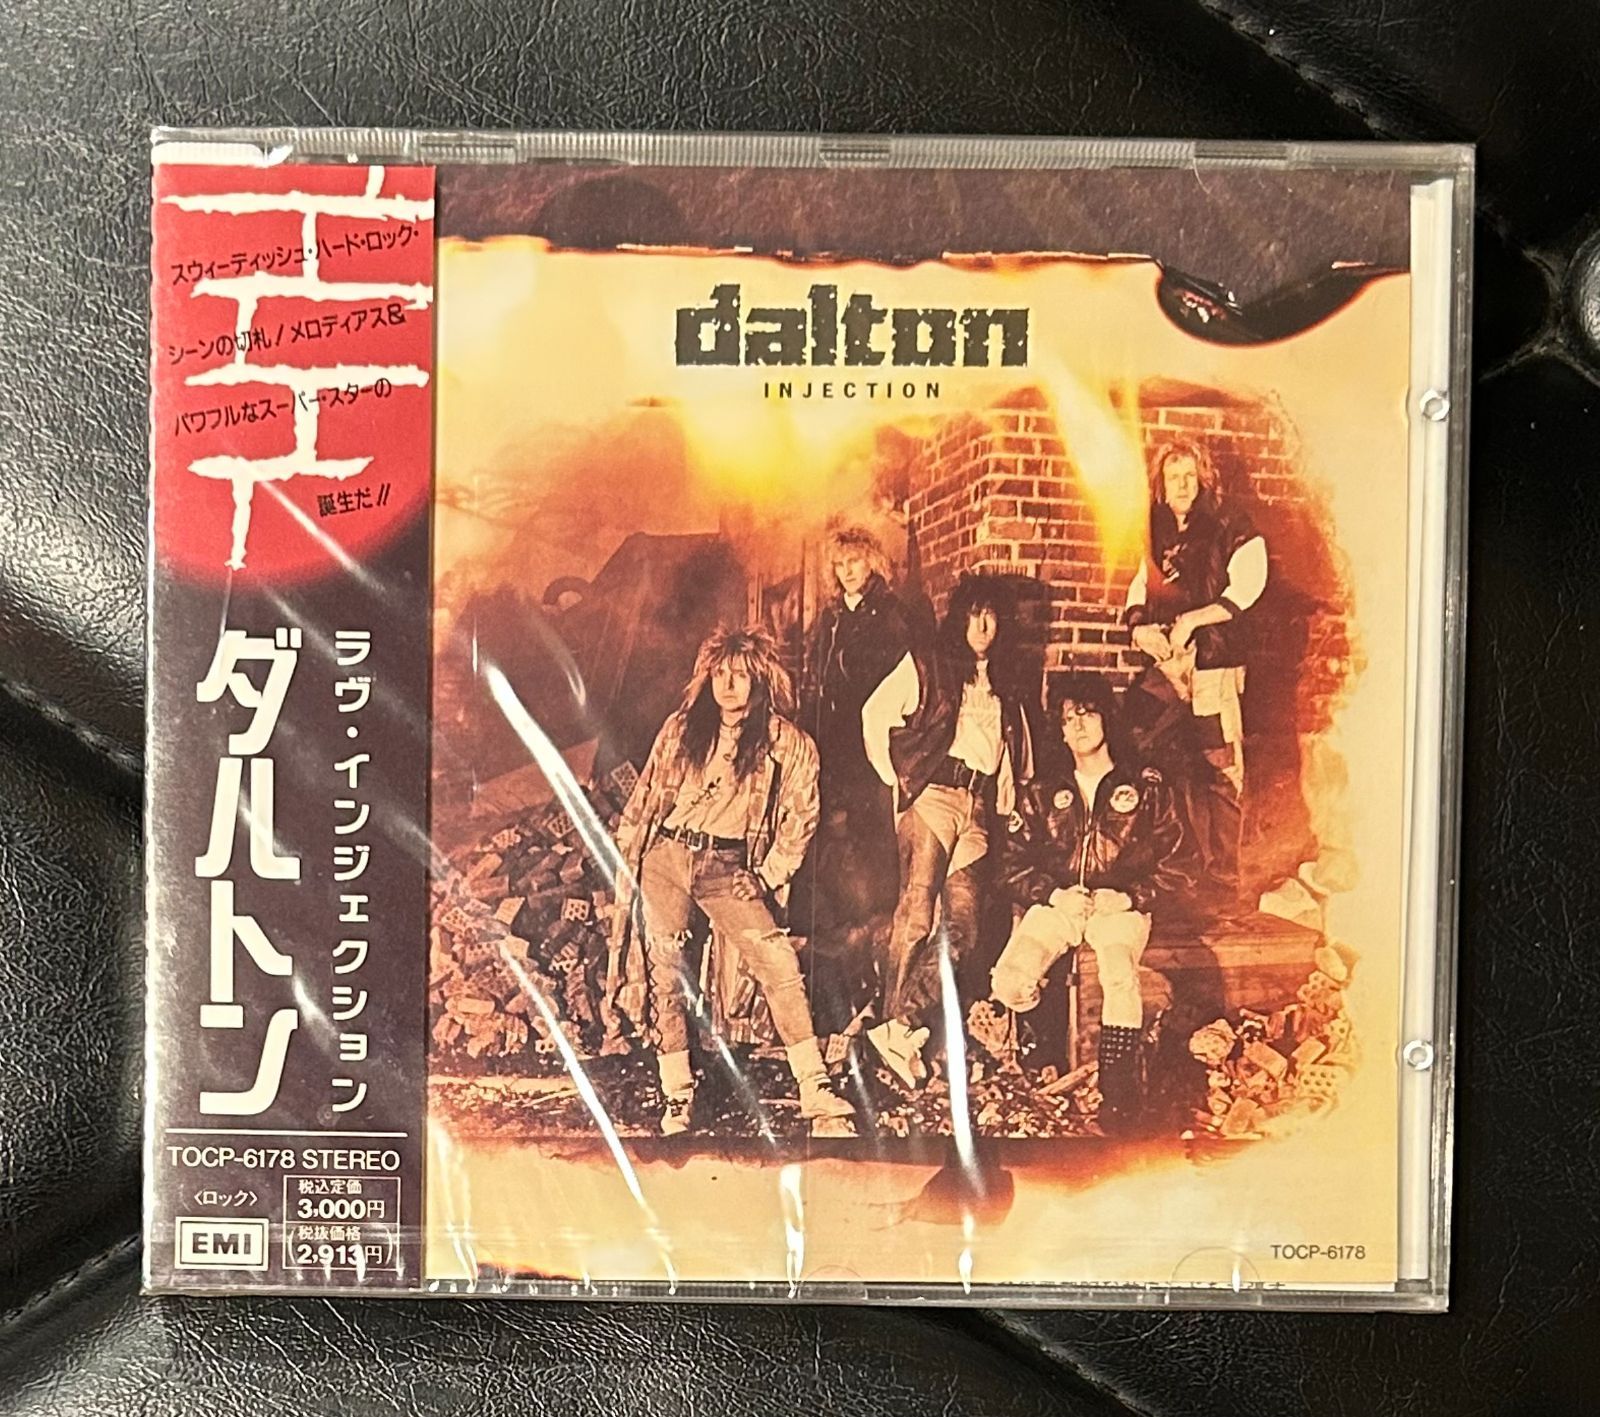 スウィーディッシュ・ハード・ロック・
シーンの切札!メロディアス&
パワフルなスーパー・スターの
誕生だ!!
ダルトン
ラヴ・インジェクション
TOCP-6178 STEREO
〈ロック〉
税込定価
3,000円
(税抜価格
2,913円)
EMI
dalton
INJECTION
TOCP-6178